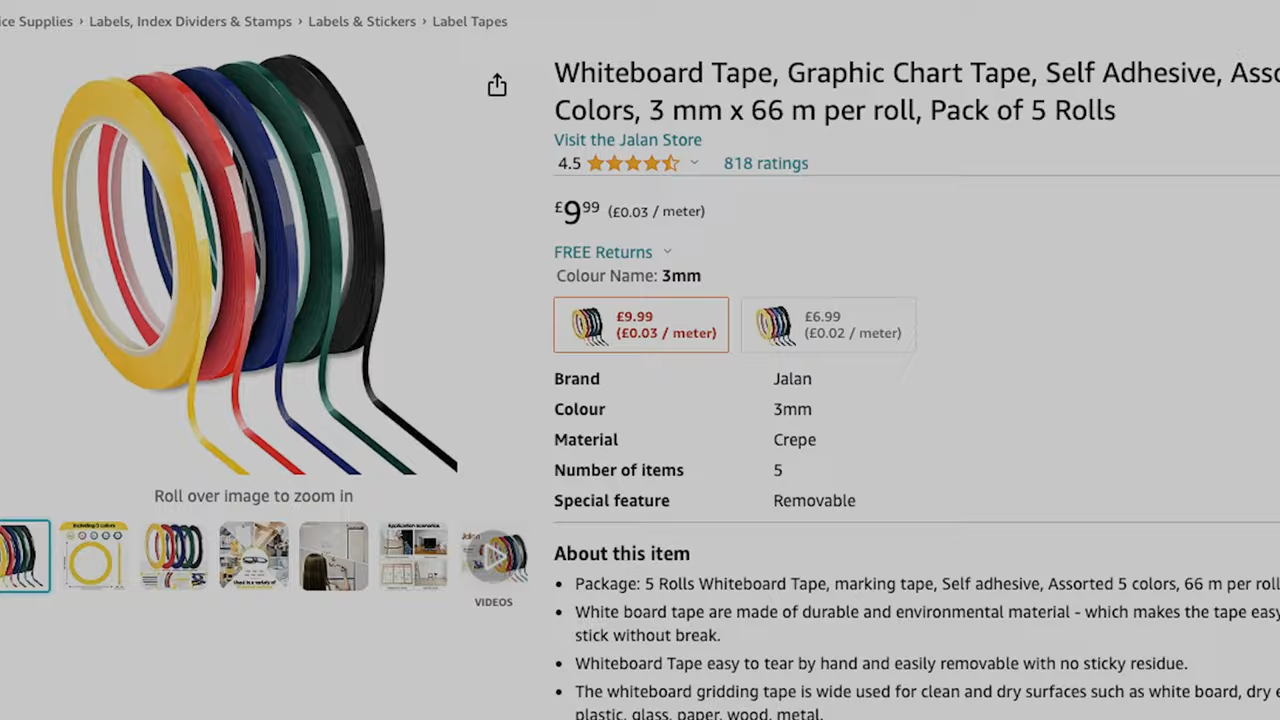 ice Supplies › Labels, Index Dividers & Stamps › Labels & Stickers › Label Tapes
Whiteboard Tape, Graphic Chart Tape, Self Adhesive, Asso
Colors, 3 mm x 66 m per roll, Pack of 5 Rolls
Visit the Jalan Store
4.5 818 ratings
£9.99 (£0.03 / meter)
FREE Returns
Colour Name: 3mm
£9.99
(£0.03 / meter)
£6.99
(£0.02 / meter)
Brand Jalan
Colour 3mm
Material Crepe
Number of items 5
Special feature Removable
Roll over image to zoom in
Including 5 colors
Application scenarios
VIDEOS
About this item
• Package: 5 Rolls Whiteboard Tape, marking tape, Self adhesive, Assorted 5 colors, 66 m per roll
• White board tape are made of durable and environmental material - which makes the tape easy
stick without break.
• Whiteboard Tape easy to tear by hand and easily removable with no sticky residue.
• The whiteboard gridding tape is wide used for clean and dry surfaces such as white board, dry e
plastic, glass, paper, wood, metal.